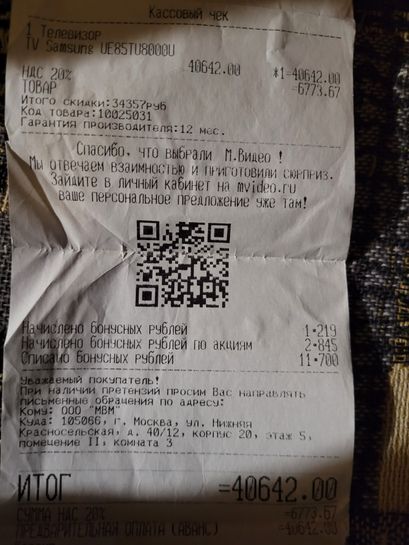 Кассовый чек
1 Телевизор
TV Samsung UE85TU8000U
40642.00 *1=40642.00
НДС 20% =6773.67
ТОВАР
Итого скидки:34357руб
Код товара:10025031
Гарантия производителя:12 мес.
Спасибо, что выбрали М.Видео !
Мы отвечаем взаимностью и приготовили сюрприз.
Зайдите в личный кабинет на mvideo.ru
Ваше персональное предложение уже там!
Начислено бонусных рублей 1·219
Начислено бонусных рублей по акциям 2·845
Списано бонусных рублей 11·700
Уважаемый покупатель!
При наличии претензий просим Вас направлять
письменные обращения по адресу:
Кому: ООО "МВМ"
Куда: 105066, г. Москва, ул. Нижняя
Красносельская, д. 40/12, корпус 20, этаж 5,
помещение II, комната 3
ИТОГ =40642.00
СУММА НДС 20% =6773.67
ПРЕДВАРИТЕЛЬНАЯ ОПЛАТА (АВАНС) =40642.00